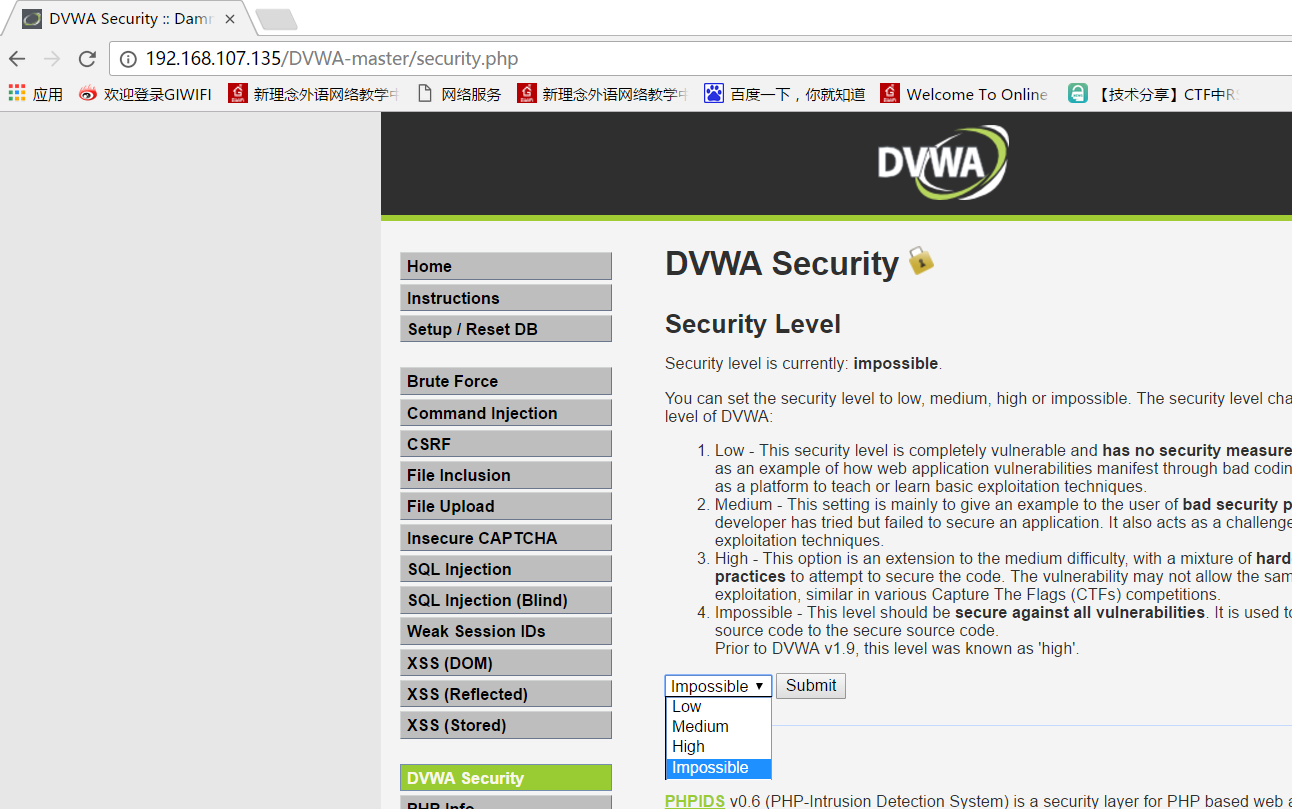 DVWA Security :: Damn
192.168.107.135/DVWA-master/security.php
应用 欢迎登录GIWIFI 新理念外语网络教学中 网络服务 新理念外语网络教学中 百度一下，你就知道 Welcome To Online 【技术分享】CTF中RS
DVWA
Home
Instructions
Setup / Reset DB
Brute Force
Command Injection
CSRF
File Inclusion
File Upload
Insecure CAPTCHA
SQL Injection
SQL Injection (Blind)
Weak Session IDs
XSS (DOM)
XSS (Reflected)
XSS (Stored)
DVWA Security
PHP Info
DVWA Security
Security Level
Security level is currently: impossible.
You can set the security level to low, medium, high or impossible. The security level cha
level of DVWA:
1. Low - This security level is completely vulnerable and has no security measure
as an example of how web application vulnerabilities manifest through bad codin
as a platform to teach or learn basic exploitation techniques.
2. Medium - This setting is mainly to give an example to the user of bad security p
developer has tried but failed to secure an application. It also acts as a challenge
exploitation techniques.
3. High - This option is an extension to the medium difficulty, with a mixture of hard
practices to attempt to secure the code. The vulnerability may not allow the sam
exploitation, similar in various Capture The Flags (CTFs) competitions.
4. Impossible - This level should be secure against all vulnerabilities. It is used to
source code to the secure source code.
Prior to DVWA v1.9, this level was known as 'high'.
Impossible Submit
Low
Medium
High
Impossible
PHPIDS v0.6 (PHP-Intrusion Detection System) is a security layer for PHP based web a